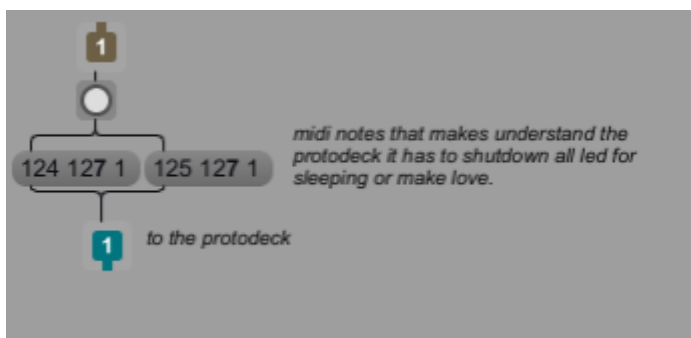 1
midi notes that makes understand the
124 127 1 125 127 1 protodeck it has to shutdown all led for
sleeping or make love.
1 to the protodeck